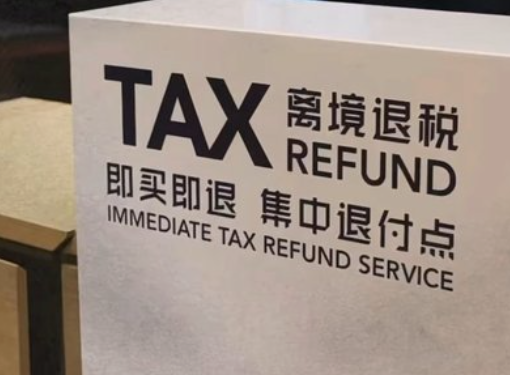 TAX 离境退税
REFUND
即买即退 集中退付点
IMMEDIATE TAX REFUND SERVICE